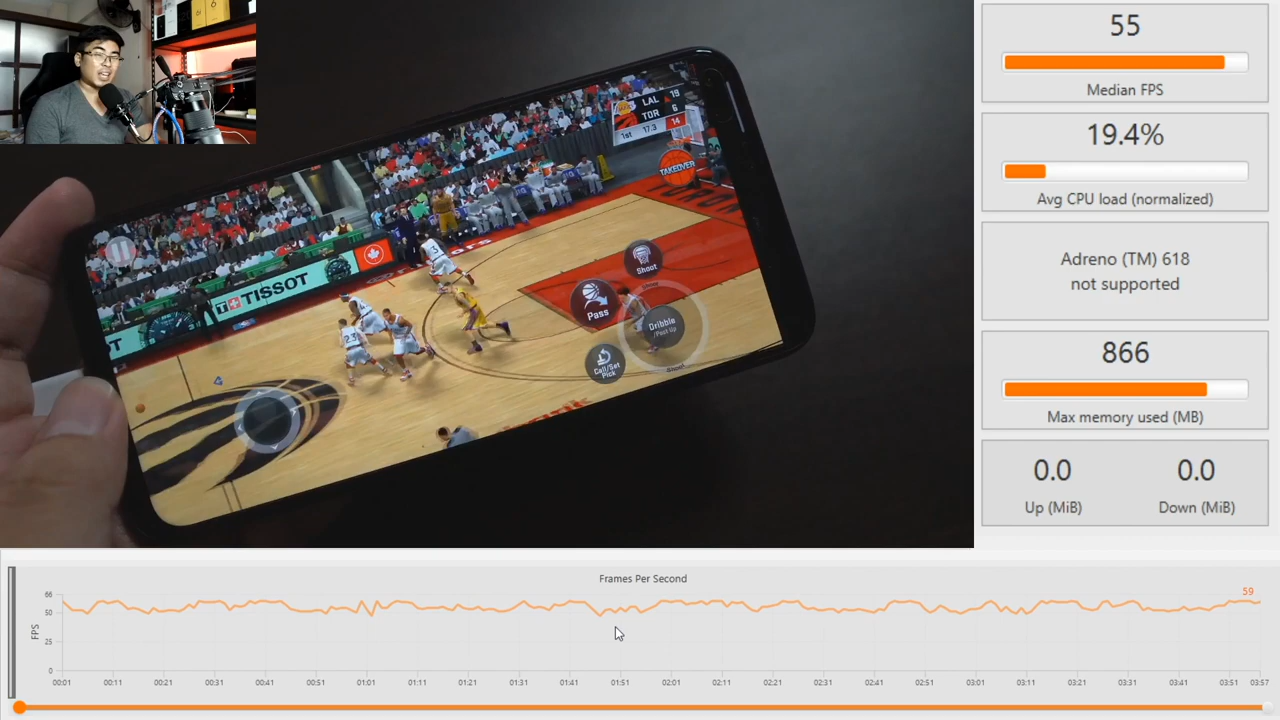 LAL 19
TOR 6
1st 17.3 14
TAKEOVER
TISSOT
Shoot
Pass
Dribble
/Post Up
Call/Set
Pick
Shoot
55
Median FPS
19.4%
Avg CPU load (normalized)
Adreno (TM) 618
not supported
866
Max memory used (MB)
0.0 0.0
Up (MiB) Down (MiB)
Frames Per Second
59
FPS
66
50
25
0
00:01 00:11 00:21 00:31 00:41 00:51 01:01 01:11 01:21 01:31 01:41 01:51 02:01 02:11 02:21 02:31 02:41 02:51 03:01 03:11 03:21 03:31 03:41 03:51 03:57